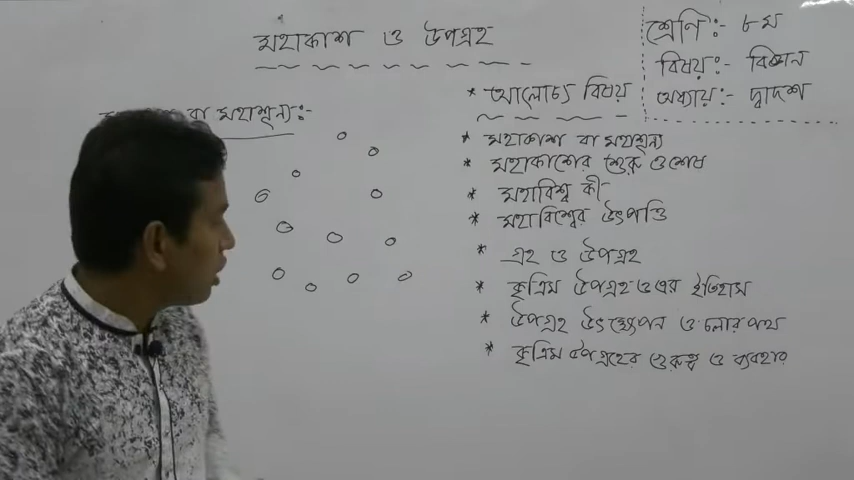 মহাকাশ ও উপগ্রহ
শ্রেণি:- ৮ম
বিষয়:- বিজ্ঞান
অধ্যায়:- দ্বাদশ
বা মহাশূন্য:-
* আলোচ্য বিষয়
* মহাকাশ বা মহাশূন্য
* মহাকাশের শুরু ও শেষ
* মহাবিশ্ব কী-
* মহাবিশ্বের উৎপত্তি
* গ্রহ ও উপগ্রহ
* কৃত্রিম উপগ্রহ ও এর ইতিহাস
* উপগ্রহ উৎক্ষেপন ও চলার পথ
* কৃত্রিম উপগ্রহের গুরুত্ব ও ব্যবহার